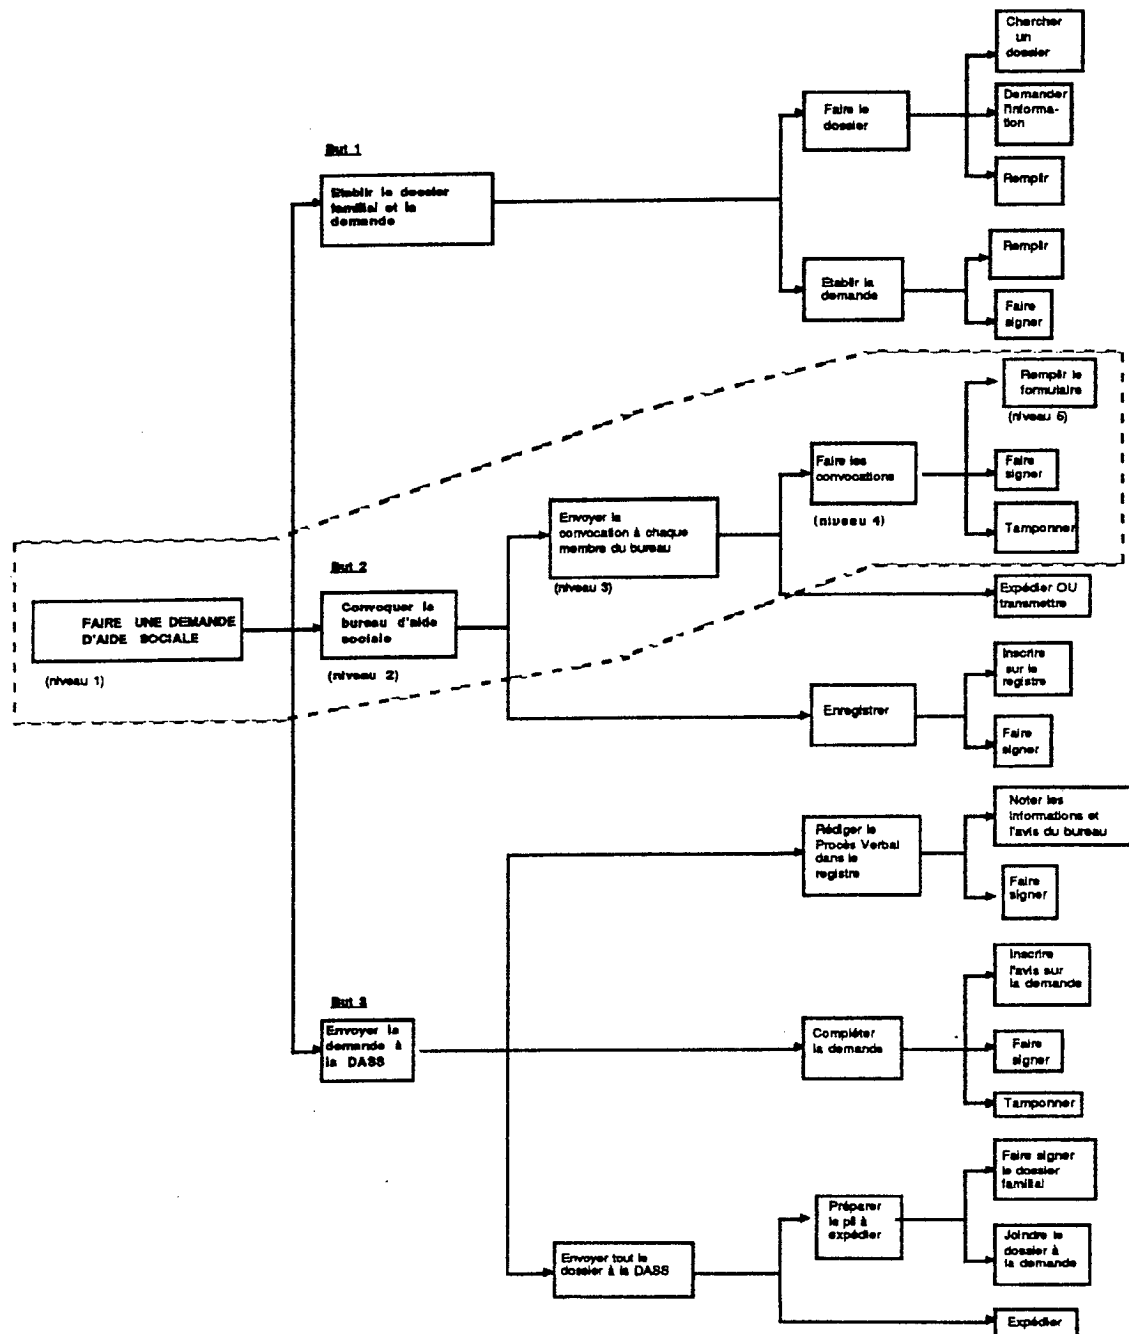 Chercher
un
dossier
Demander
l'informa-
tion
Remplir
Faire le
dossier
But 1
Etablir le dossier
familial et la
demande
Remplir
Faire
signer
Établir la
demande
Remplir le
formulaire
(niveau 5)
Faire
signer
Tamponner
Faire les
convocations
(niveau 4)
Envoyer la
convocation à chaque
membre du bureau
(niveau 3)
Expédier OU
transmettre
But 2
Convoquer le
bureau d'aide
sociale
(niveau 2)
FAIRE UNE DEMANDE
D'AIDE SOCIALE
(niveau 1)
Inscrire
sur le
registre
Enregistrer
Faire
signer
Noter les
informations et
l'avis du bureau
Rédiger le
Procès Verbal
dans le
registre
Faire
signer
Inscrire
l'avis sur
la demande
But 3
Envoyer la
demande à
la DASS
Compléter
la demande
Faire
signer
Tamponner
Faire signer
le dossier
familial
Préparer
le pli à
expédier
Joindre le
dossier à
la demande
Envoyer tout le
dossier à la DASS
Expédier